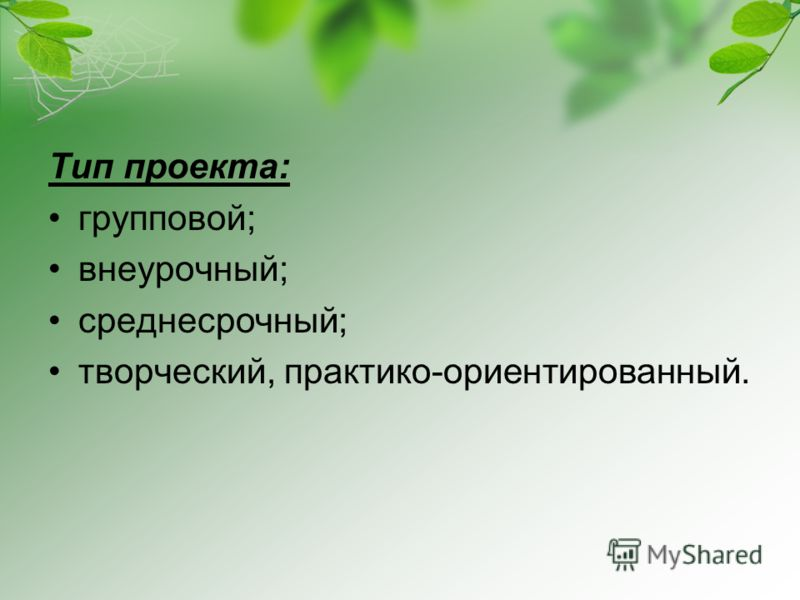 Тип проекта:
• групповой;
• внеурочный;
• среднесрочный;
• творческий, практико-ориентированный.
MyShared